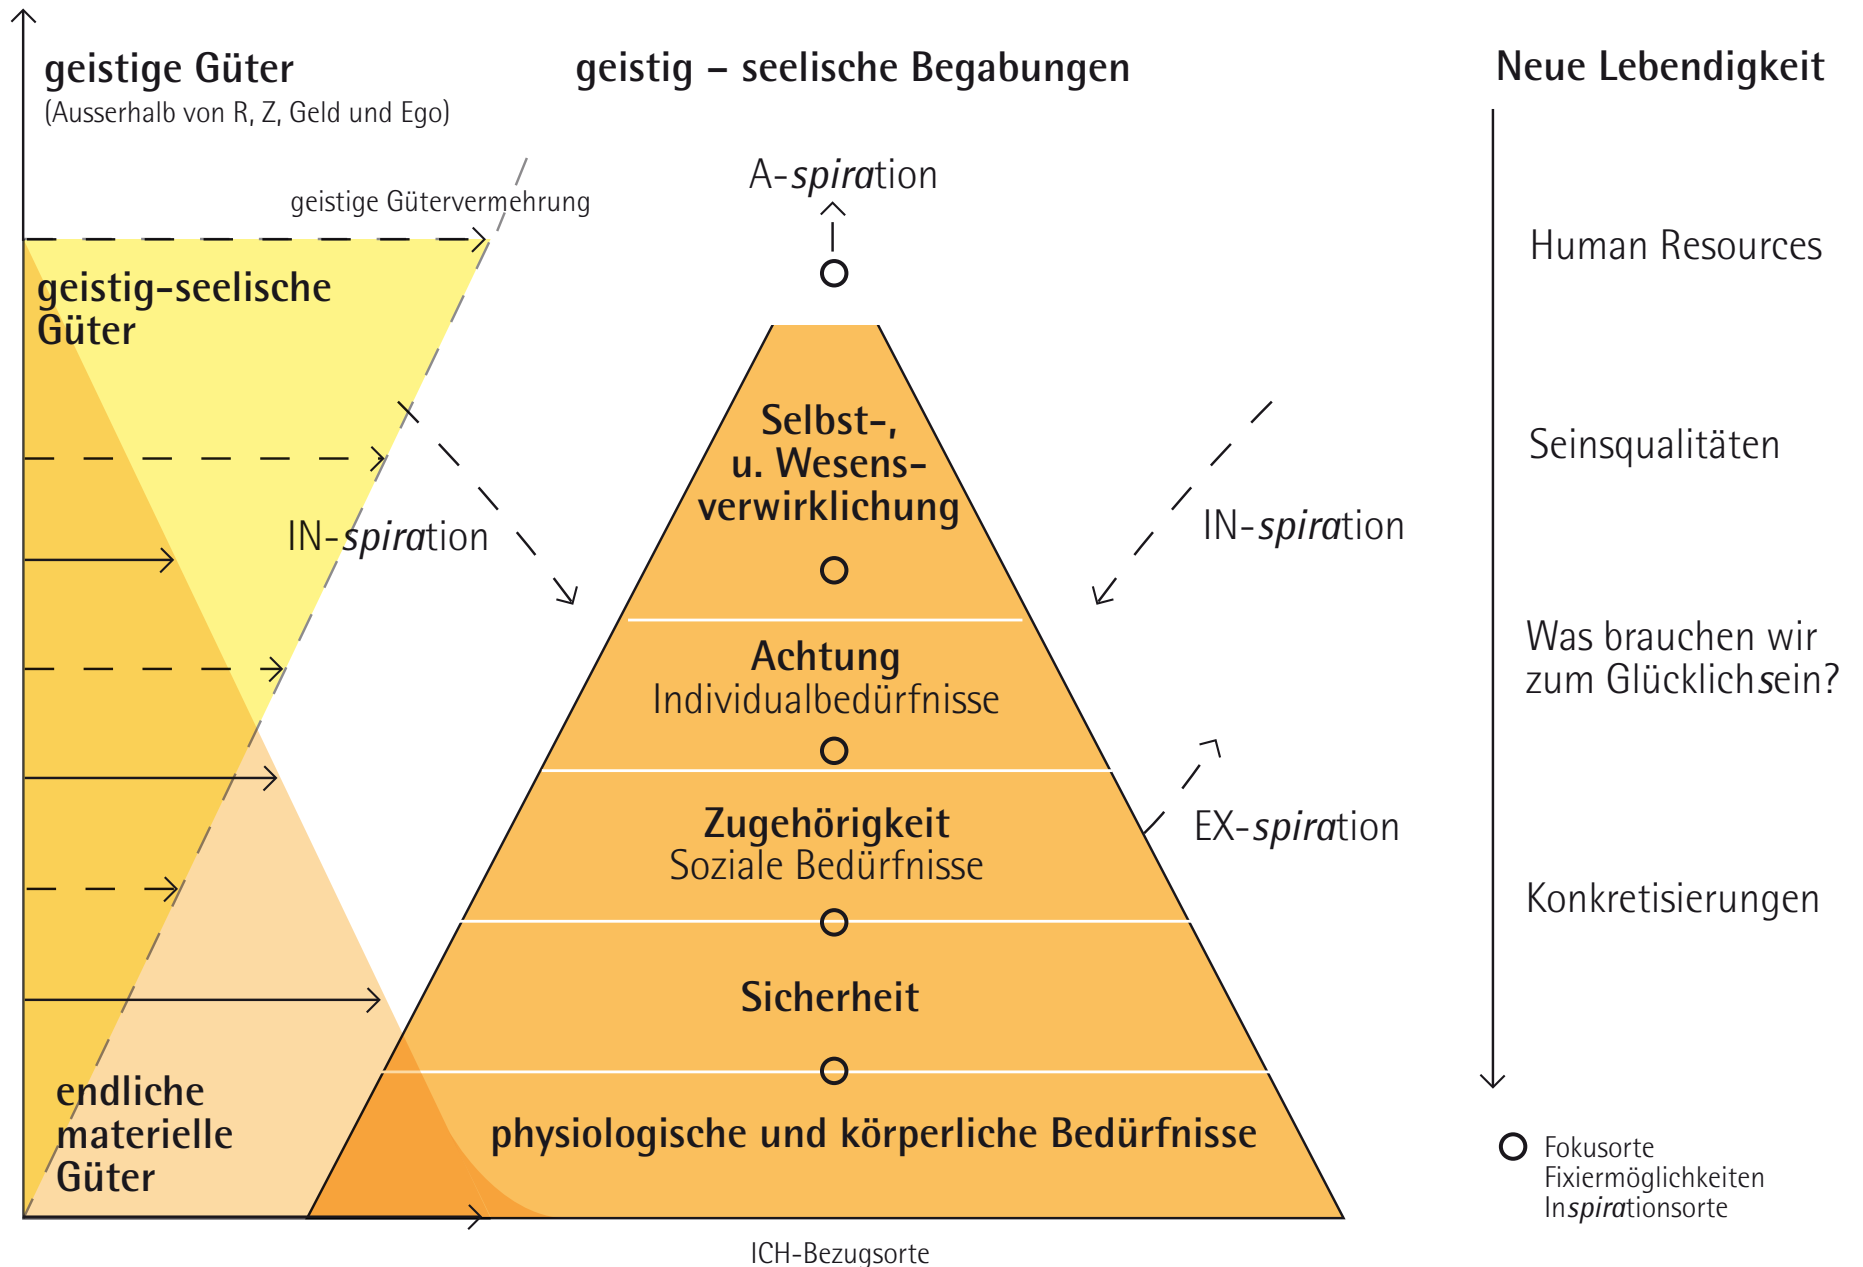 geistige Güter
(Ausserhalb von R, Z, Geld und Ego)
geistige Gütervermehrung
geistig-seelische
Güter
IN-spiration
endliche
materielle
Güter
geistig – seelische Begabungen
A-spiration
Selbst-,
u. Wesens-
verwirklichung
Achtung
Individualbedürfnisse
Zugehörigkeit
Soziale Bedürfnisse
Sicherheit
physiologische und körperliche Bedürfnisse
ICH-Bezugsorte
IN-spiration
EX-spiration
Neue Lebendigkeit
Human Resources
Seinsqualitäten
Was brauchen wir
zum Glücklichsein?
Konkretisierungen
Fokusorte
Fixiermöglichkeiten
Inspirationsorte